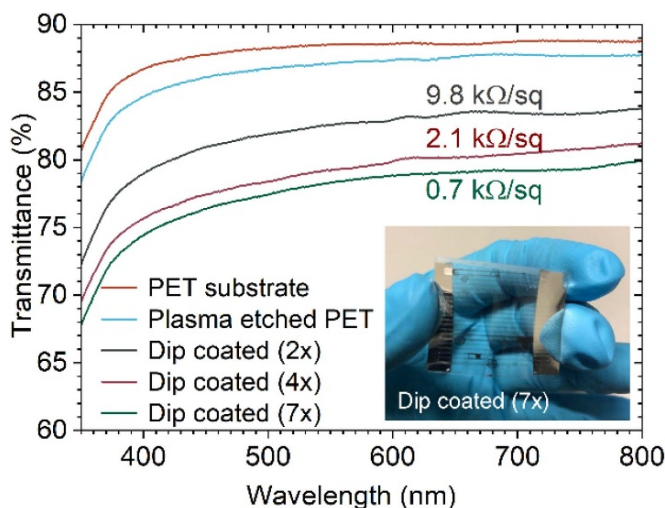 90
85
80
75
70
65
60
Transmittance (%)
9.8 kΩ/sq
2.1 kΩ/sq
0.7 kΩ/sq
PET substrate
Plasma etched PET
Dip coated (2x)
Dip coated (4x)
Dip coated (7x)
Dip coated (7x)
400 500 600 700 800
Wavelength (nm)